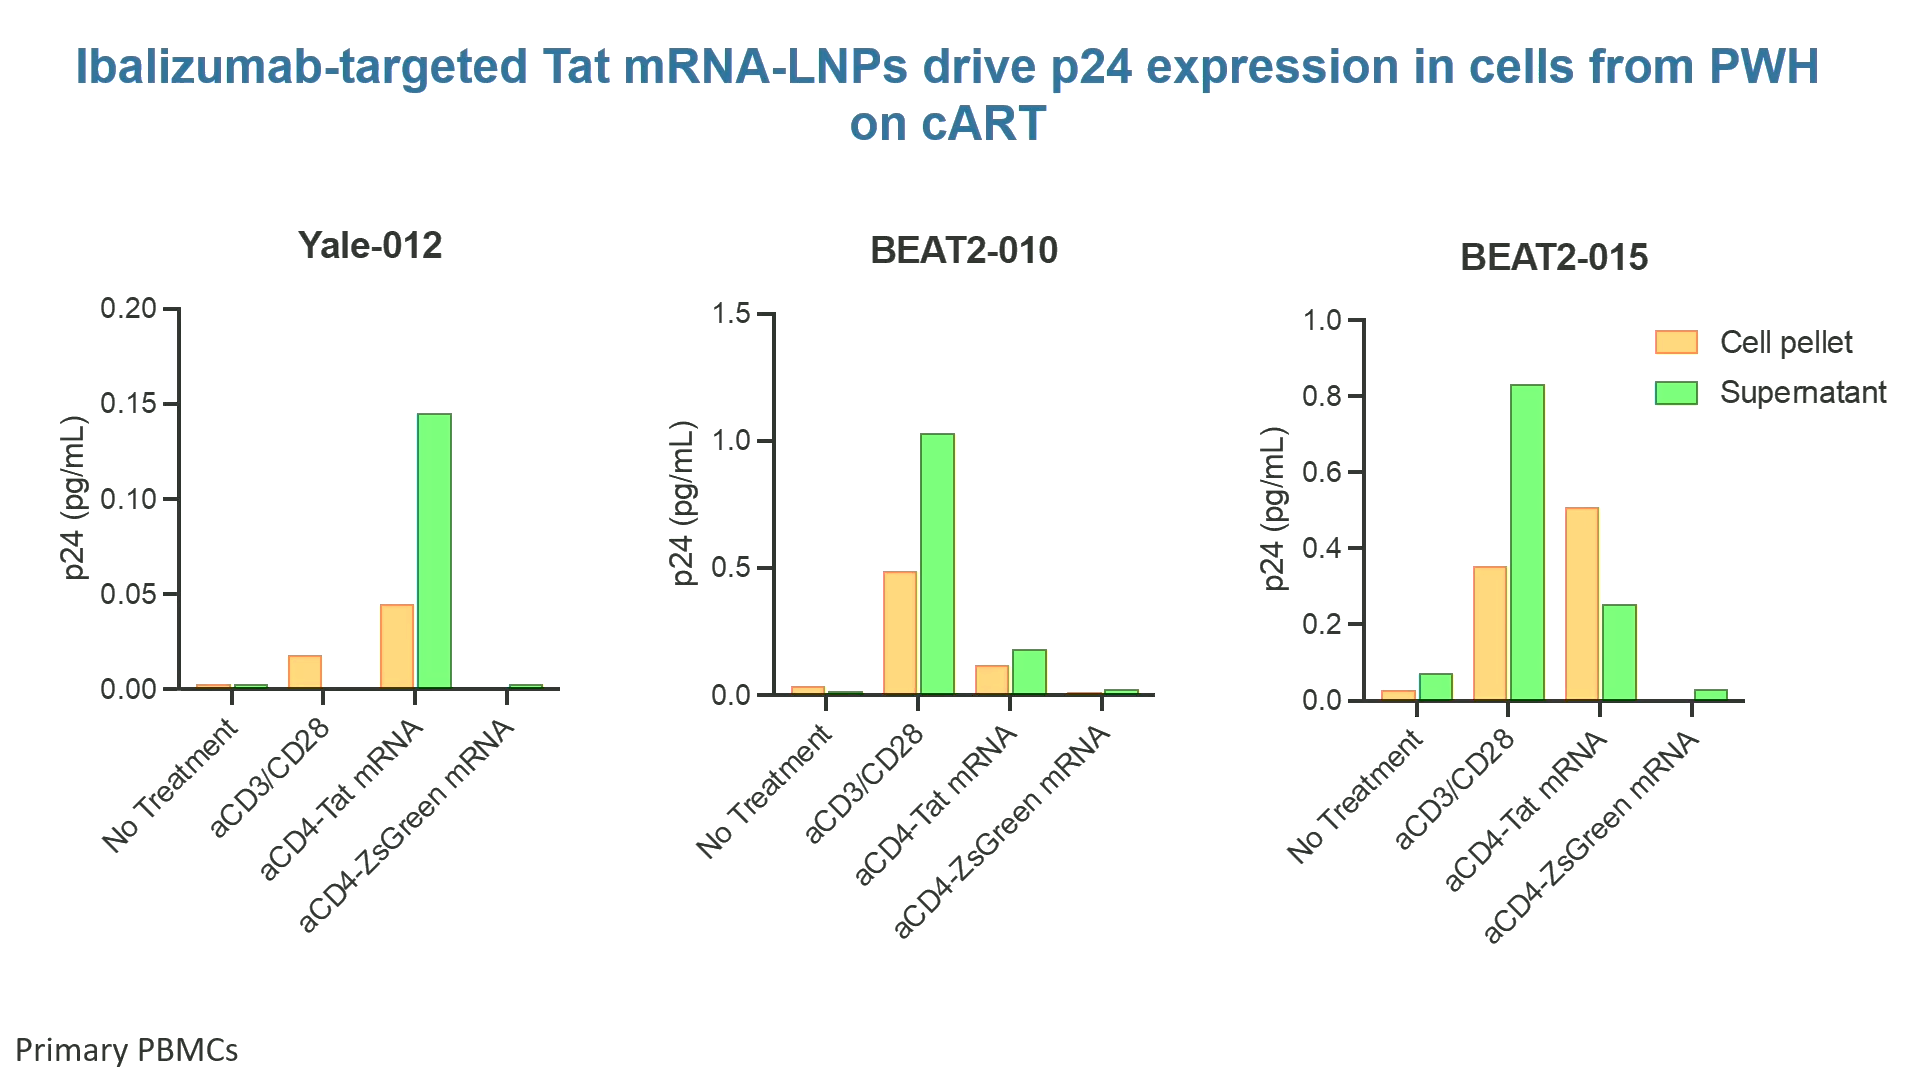 Ibalizumab-targeted Tat mRNA-LNPs drive p24 expression in cells from PWH
on cART
Yale-012
p24 (pg/mL)
0.20
0.15
0.10
0.05
0.00
No Treatment
aCD3/CD28
aCD4-Tat mRNA
aCD4-ZsGreen mRNA
BEAT2-010
p24 (pg/mL)
1.5
1.0
0.5
0.0
No Treatment
aCD3/CD28
aCD4-Tat mRNA
aCD4-ZsGreen mRNA
BEAT2-015
p24 (pg/mL)
1.0
0.8
0.6
0.4
0.2
0.0
No Treatment
aCD3/CD28
aCD4-Tat mRNA
aCD4-ZsGreen mRNA
Cell pellet
Supernatant
Primary PBMCs